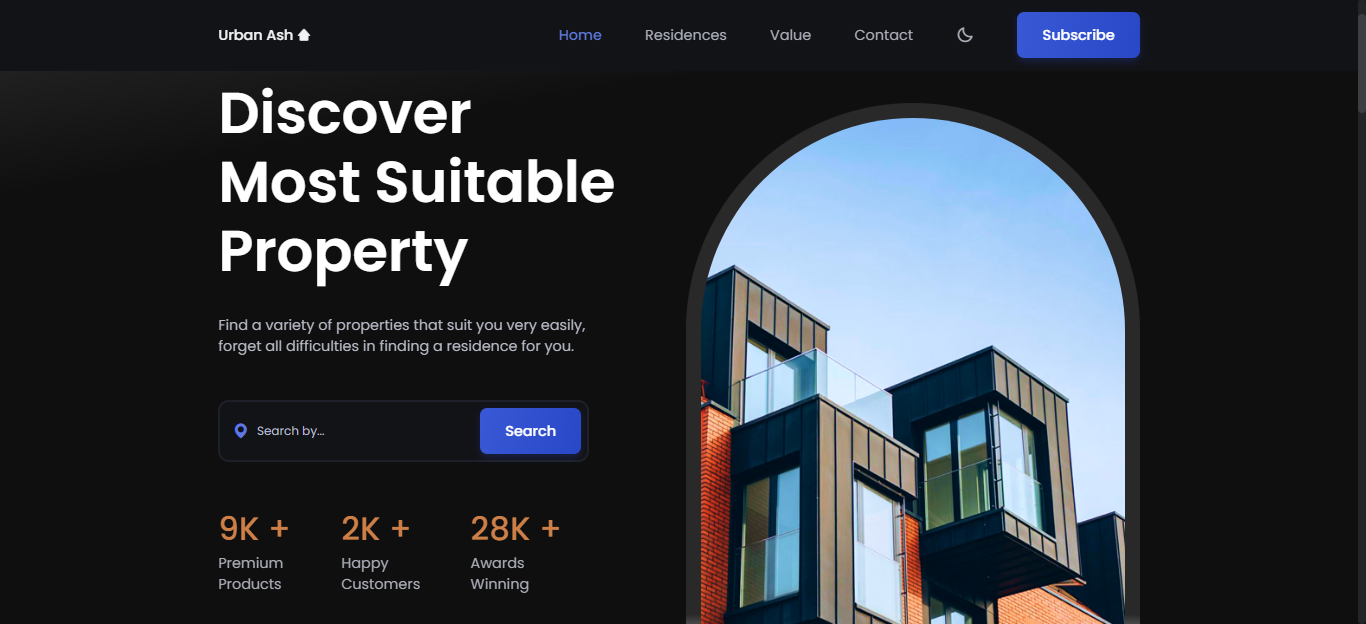 Urban Ash
Home
Residences
Value
Contact
Subscribe
Discover
Most Suitable
Property
Find a variety of properties that suit you very easily,
forget all difficulties in finding a residence for you.
Search by...
Search
9K +
Premium
Products
2K +
Happy
Customers
28K +
Awards
Winning